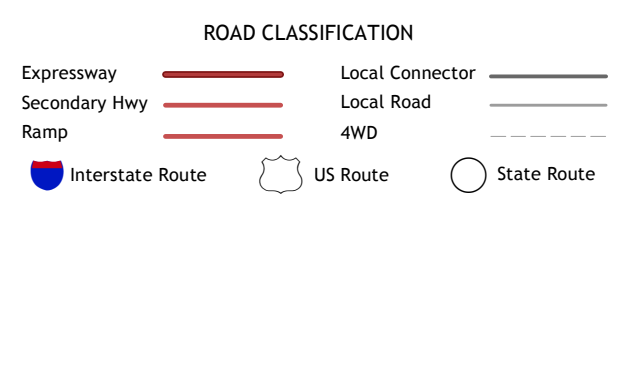 ROAD CLASSIFICATION
Expressway
Secondary Hwy
Ramp
Local Connector
Local Road
4WD
Interstate Route
US Route
State Route